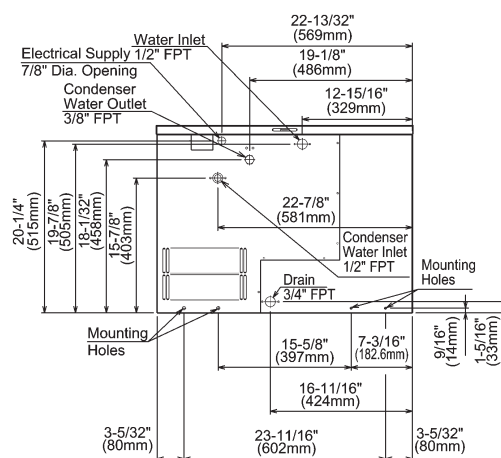 22-13/32"
(569mm)
Water Inlet
1/2" FPT
Electrical Supply
7/8" Dia. Opening
19-1/8"
(486mm)
Condenser
Water Outlet
3/8" FPT
12-15/16"
(329mm)
20-1/4"
(515mm)
19-7/8"
(505mm)
18-1/32"
(458mm)
15-7/8"
(403mm)
22-7/8"
(581mm)
Condenser
Water Inlet
1/2" FPT
Mounting
Holes
Drain
3/4" FPT
Mounting
Holes
15-5/8"
(397mm)
7-3/16"
(182.6mm)
9/16"
(14mm)
1-5/16"
(33mm)
16-11/16"
(424mm)
3-5/32"
(80mm)
23-11/16"
(602mm)
3-5/32"
(80mm)